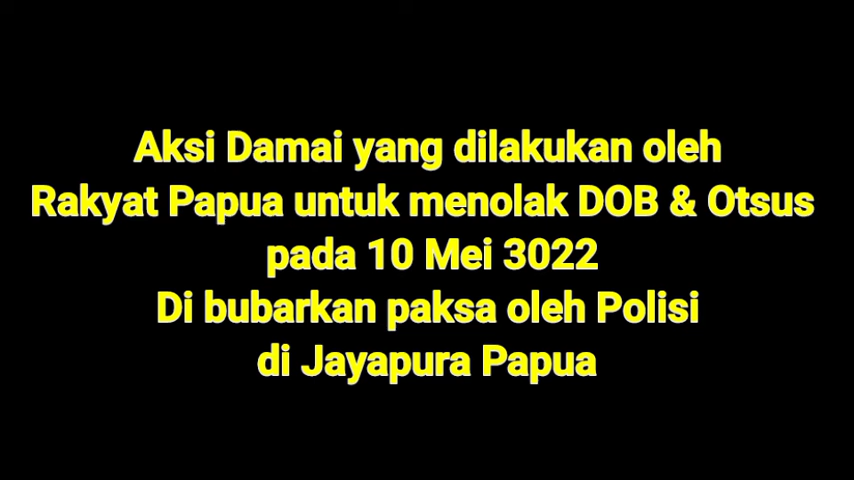 Aksi Damai yang dilakukan oleh
Rakyat Papua untuk menolak DOB & Otsus
pada 10 Mei 3022
Di bubarkan paksa oleh Polisi
di Jayapura Papua